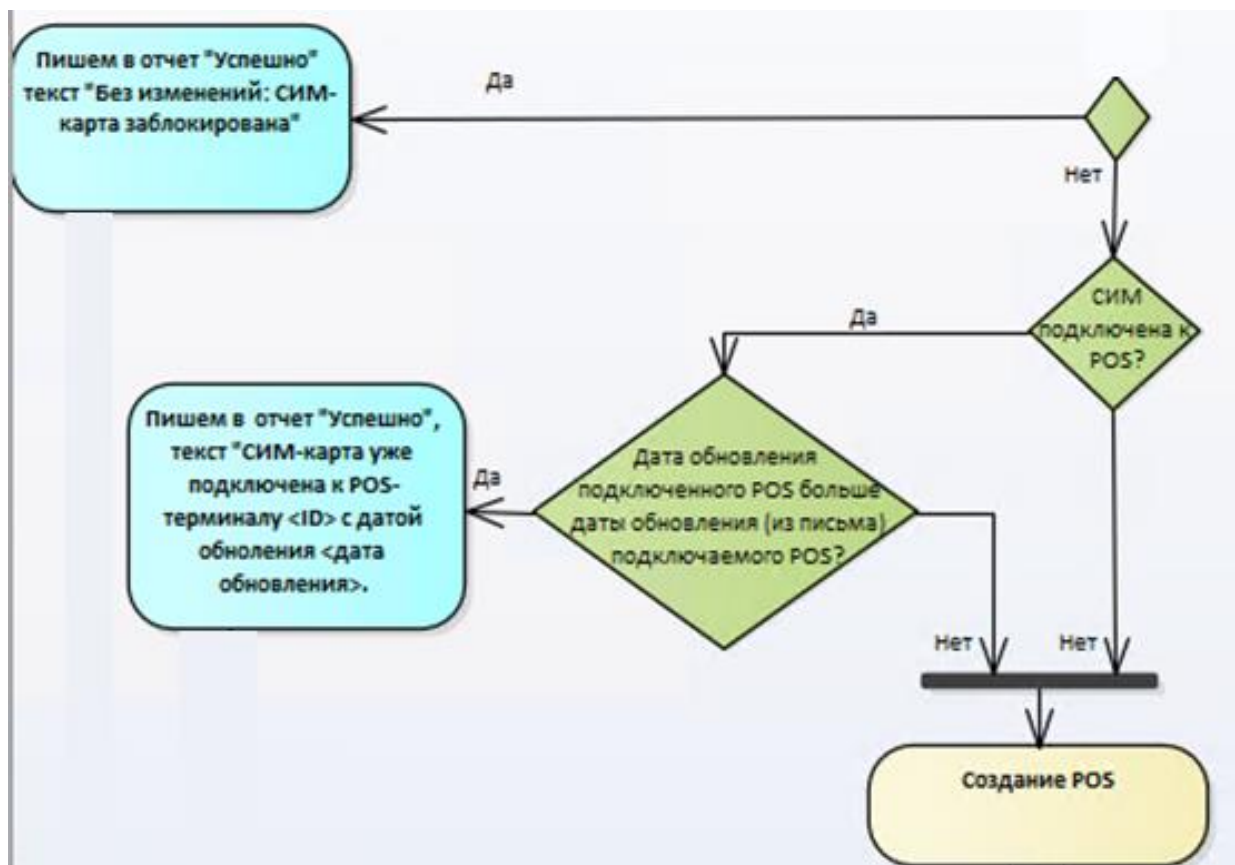 Пишем в отчет "Успешно"
текст "Без изменений: СИМ-
карта заблокирована"
Да
Нет
СИМ
подключена к
POS?
Да
Дата обновления
подключенного POS больше
даты обновления (из письма)
подключаемого POS?
Да
Пишем в отчет "Успешно",
текст "СИМ-карта уже
подключена к POS-
терминалу <ID> с датой
обноления <дата
обновления>.
Нет
Нет
Создание POS